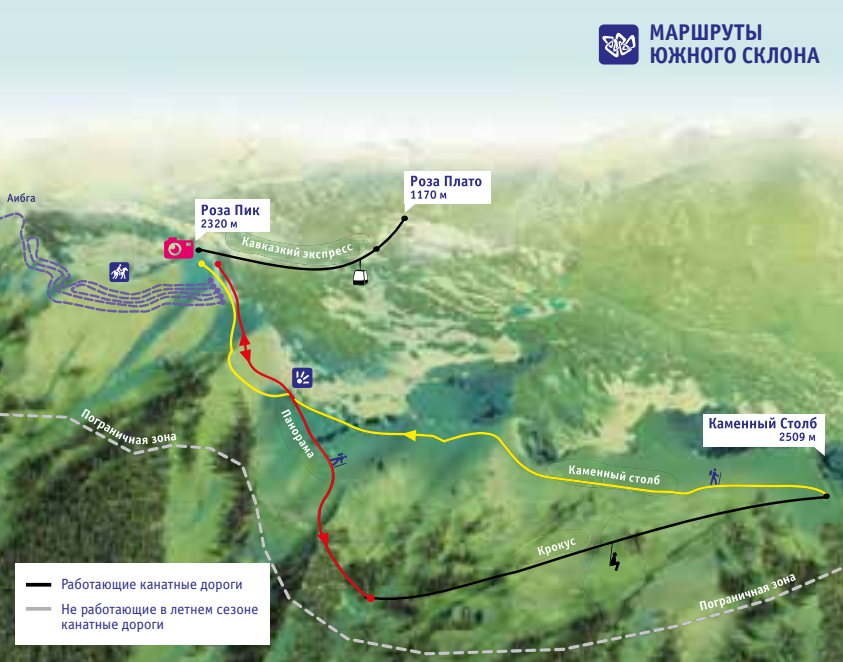 МАРШРУТЫ
ЮЖНОГО СКЛОНА
Роза Плато
1170 м
Аибга
Роза Пик
2320 м
Кавказкий экспресс
Панорама
Пограничная зона
Каменный Столб
2509 м
Каменный столб
Крокус
Пограничная зона
Работающие канатные дороги
Не работающие в летнем сезоне
канатные дороги